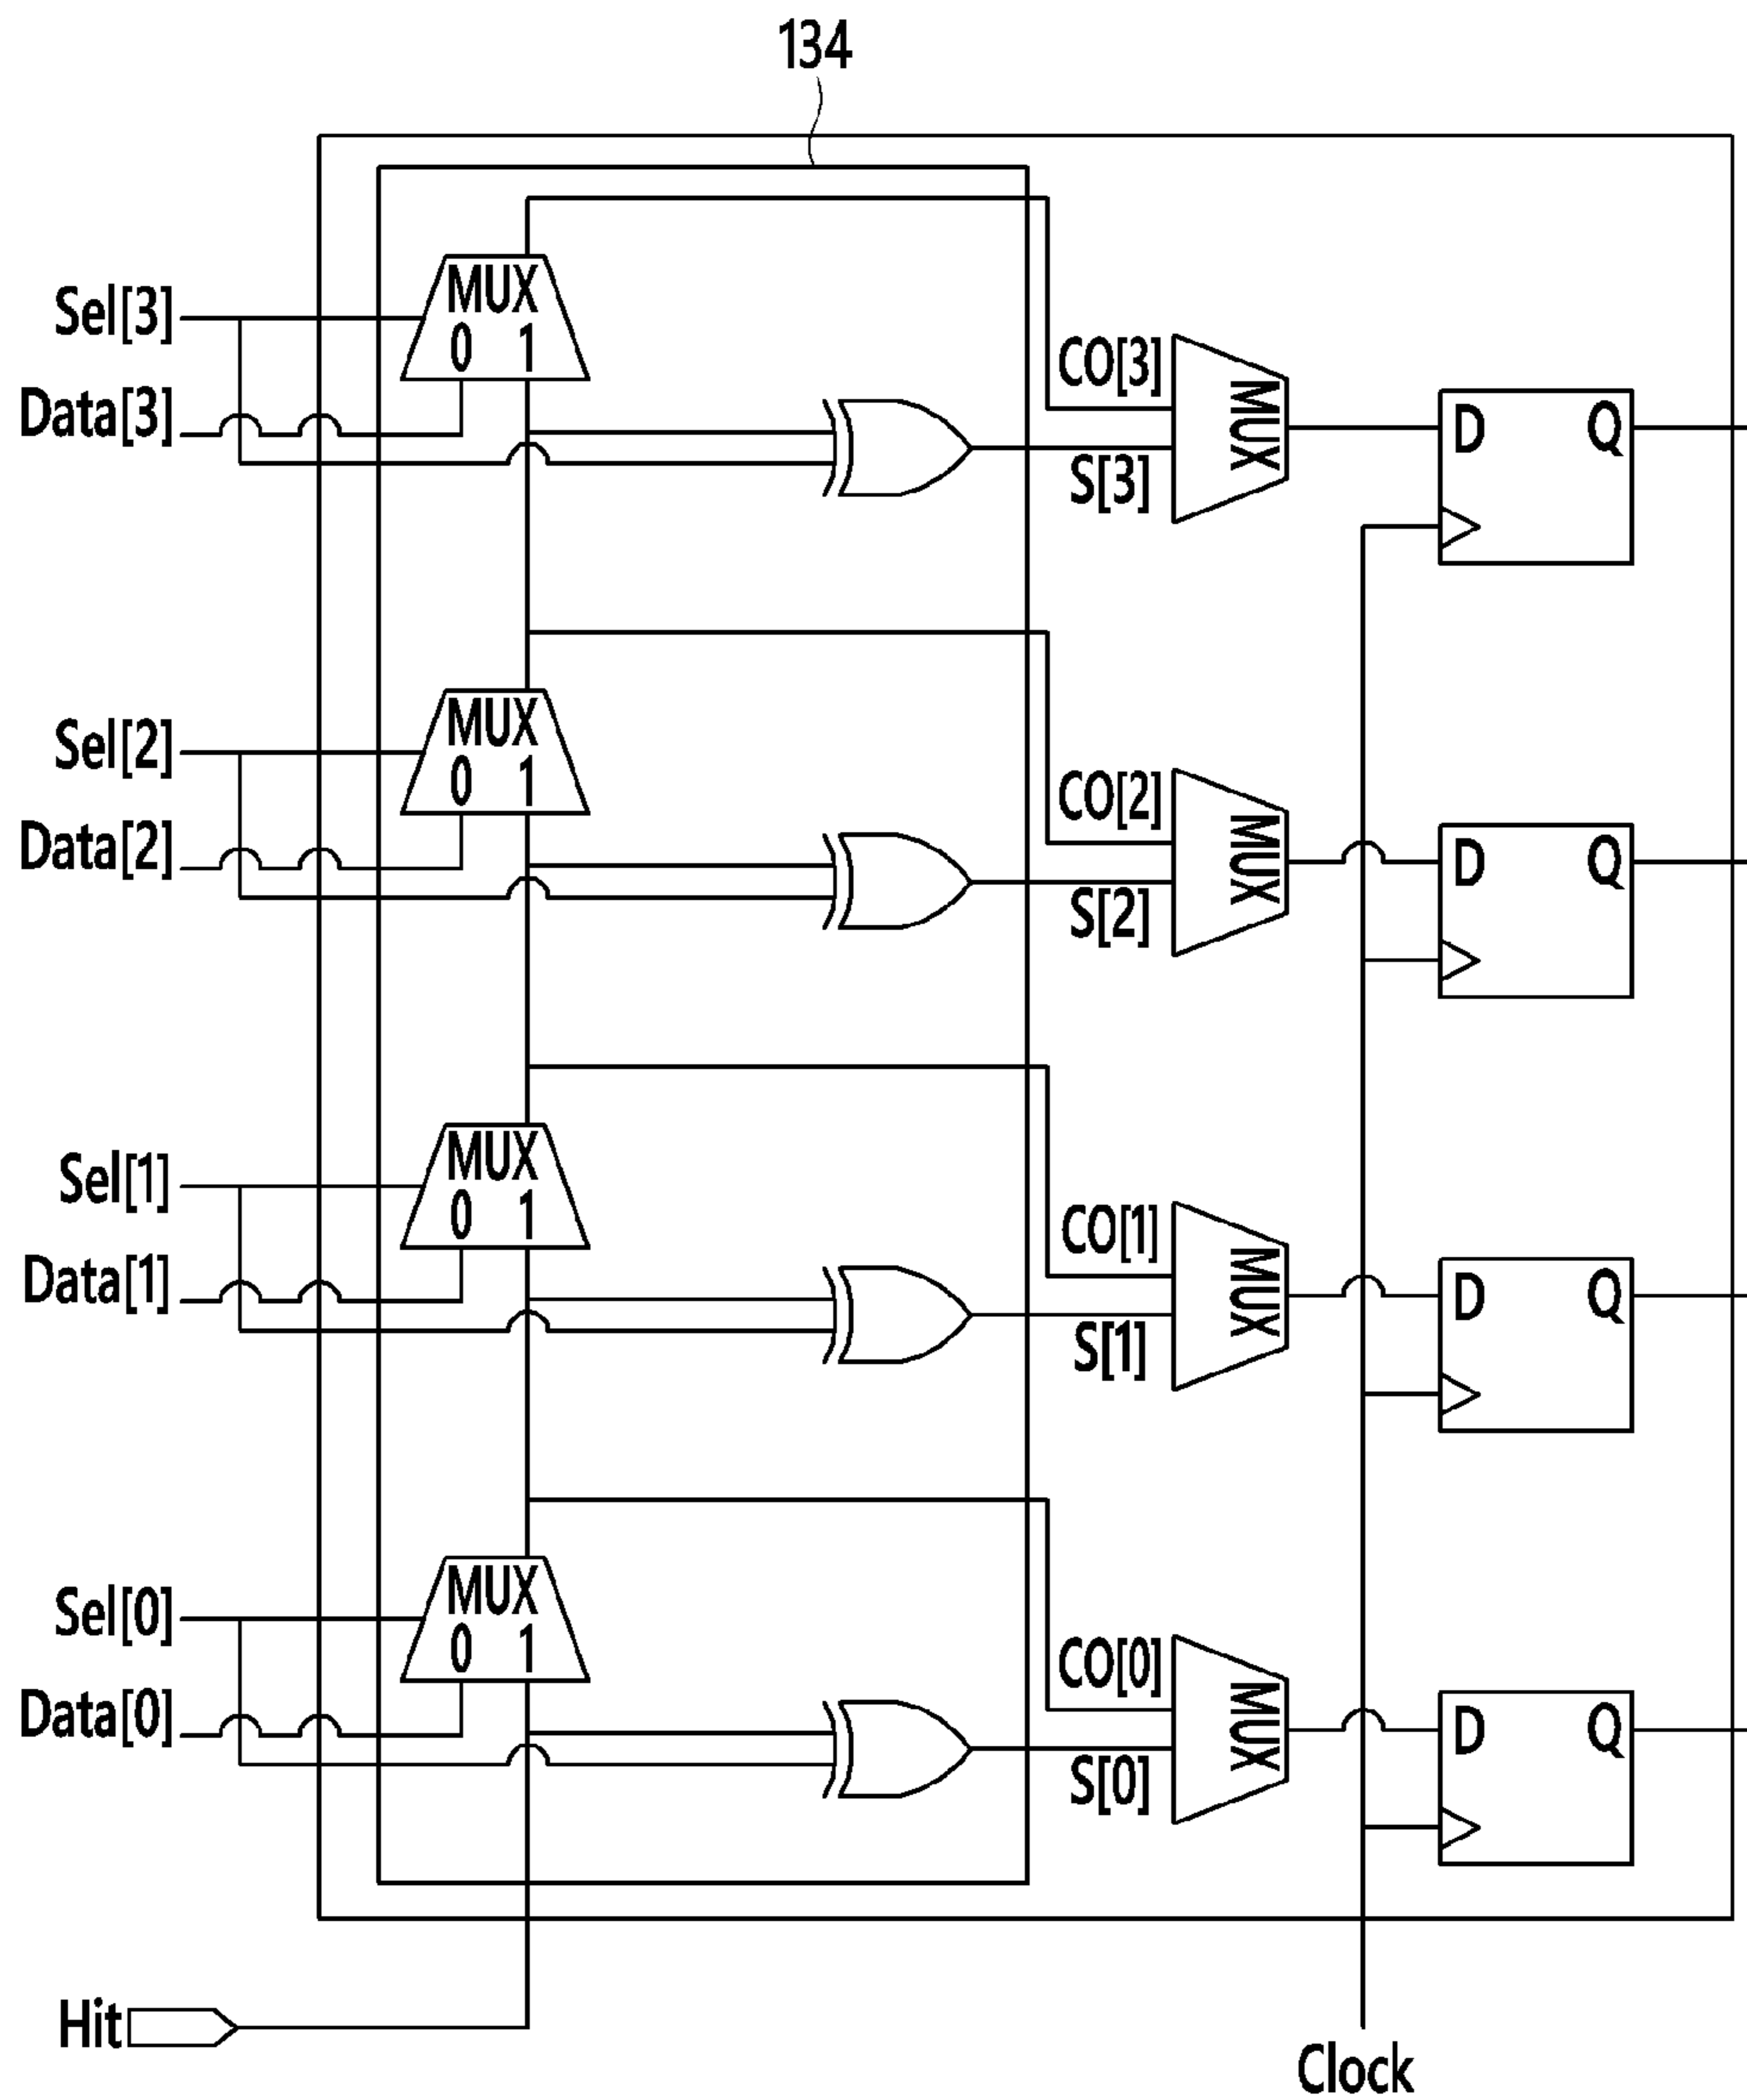 134
MUX
0 1
Sel[3]
Data[3]
CO[3]
S[3]
MUX
D Q
MUX
0 1
Sel[2]
Data[2]
CO[2]
S[2]
MUX
D Q
MUX
0 1
Sel[1]
Data[1]
CO[1]
S[1]
MUX
D Q
MUX
0 1
Sel[0]
Data[0]
CO[0]
S[0]
MUX
D Q
Hit
Clock